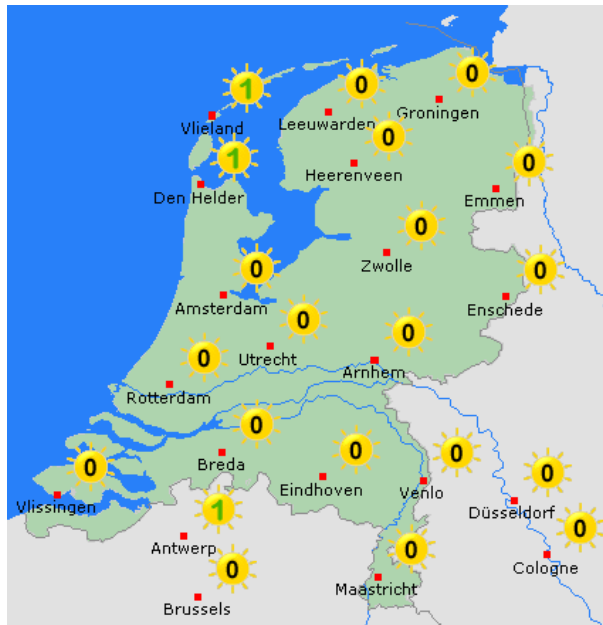 1
Vlieland
0
Leeuwarden
0
Groningen
0
Heerenveen
1
Den Helder
0
Emmen
0
Zwolle
0
Amsterdam
0
Enschede
0
Utrecht
0
Arnhem
0
Rotterdam
0
Breda
0
Eindhoven
0
Venlo
0
Vlissingen
0
Düsseldorf
1
Antwerp
0
Cologne
0
Maastricht
0
Brussels